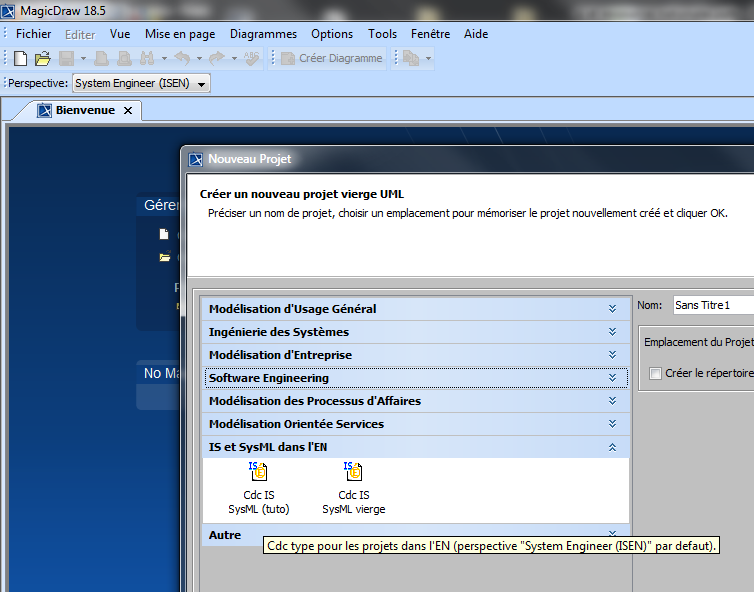 MagicDraw 18.5
Fichier Editer Vue Mise en page Diagrammes Options Tools Fenêtre Aide
Créer Diagramme
Perspective: System Engineer (ISEN)
Bienvenue
Nouveau Projet
Créer un nouveau projet vierge UML
Préciser un nom de projet, choisir un emplacement pour mémoriser le projet nouvellement créé et cliquer OK.
Gérer
No Ma
Modélisation d'Usage Général
Ingénierie des Systèmes
Modélisation d'Entreprise
Software Engineering
Modélisation des Processus d'Affaires
Modélisation Orientée Services
IS et SysML dans l'EN
IS
Cdc IS
SysML (tuto)
IS
Cdc IS
SysML vierge
Autre
Cdc type pour les projets dans l'EN (perspective "System Engineer (ISEN)" par defaut).
Nom: Sans Titre1
Emplacement du Projet
Créer le répertoire